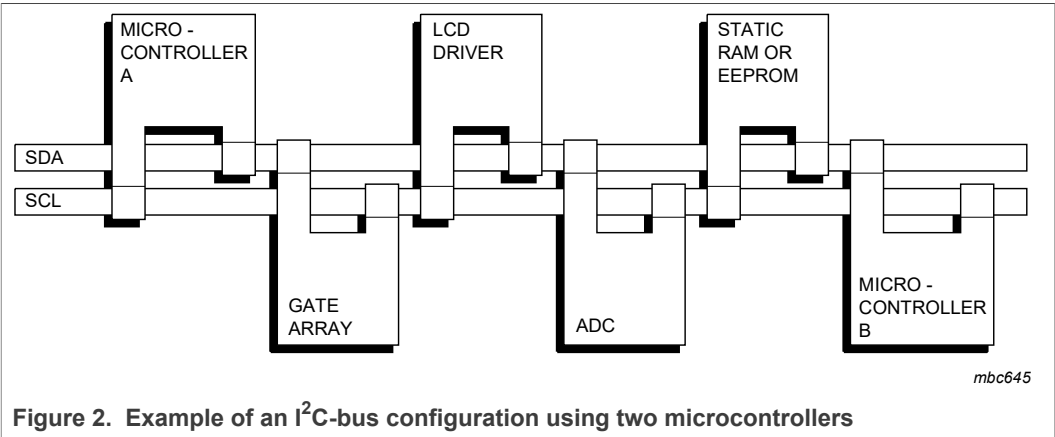 MICRO -
CONTROLLER
A
LCD
DRIVER
STATIC
RAM OR
EEPROM
SDA
SCL
GATE
ARRAY
ADC
MICRO -
CONTROLLER
B
mbc645
Figure 2. Example of an I²C-bus configuration using two microcontrollers